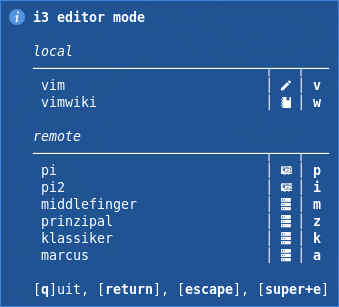 i3 editor mode
local
vim v
vimwiki w
remote
pi p
pi2 i
middlefinger m
prinzipal z
klassiker k
marcus a
[q]uit, [return], [escape], [super+e]